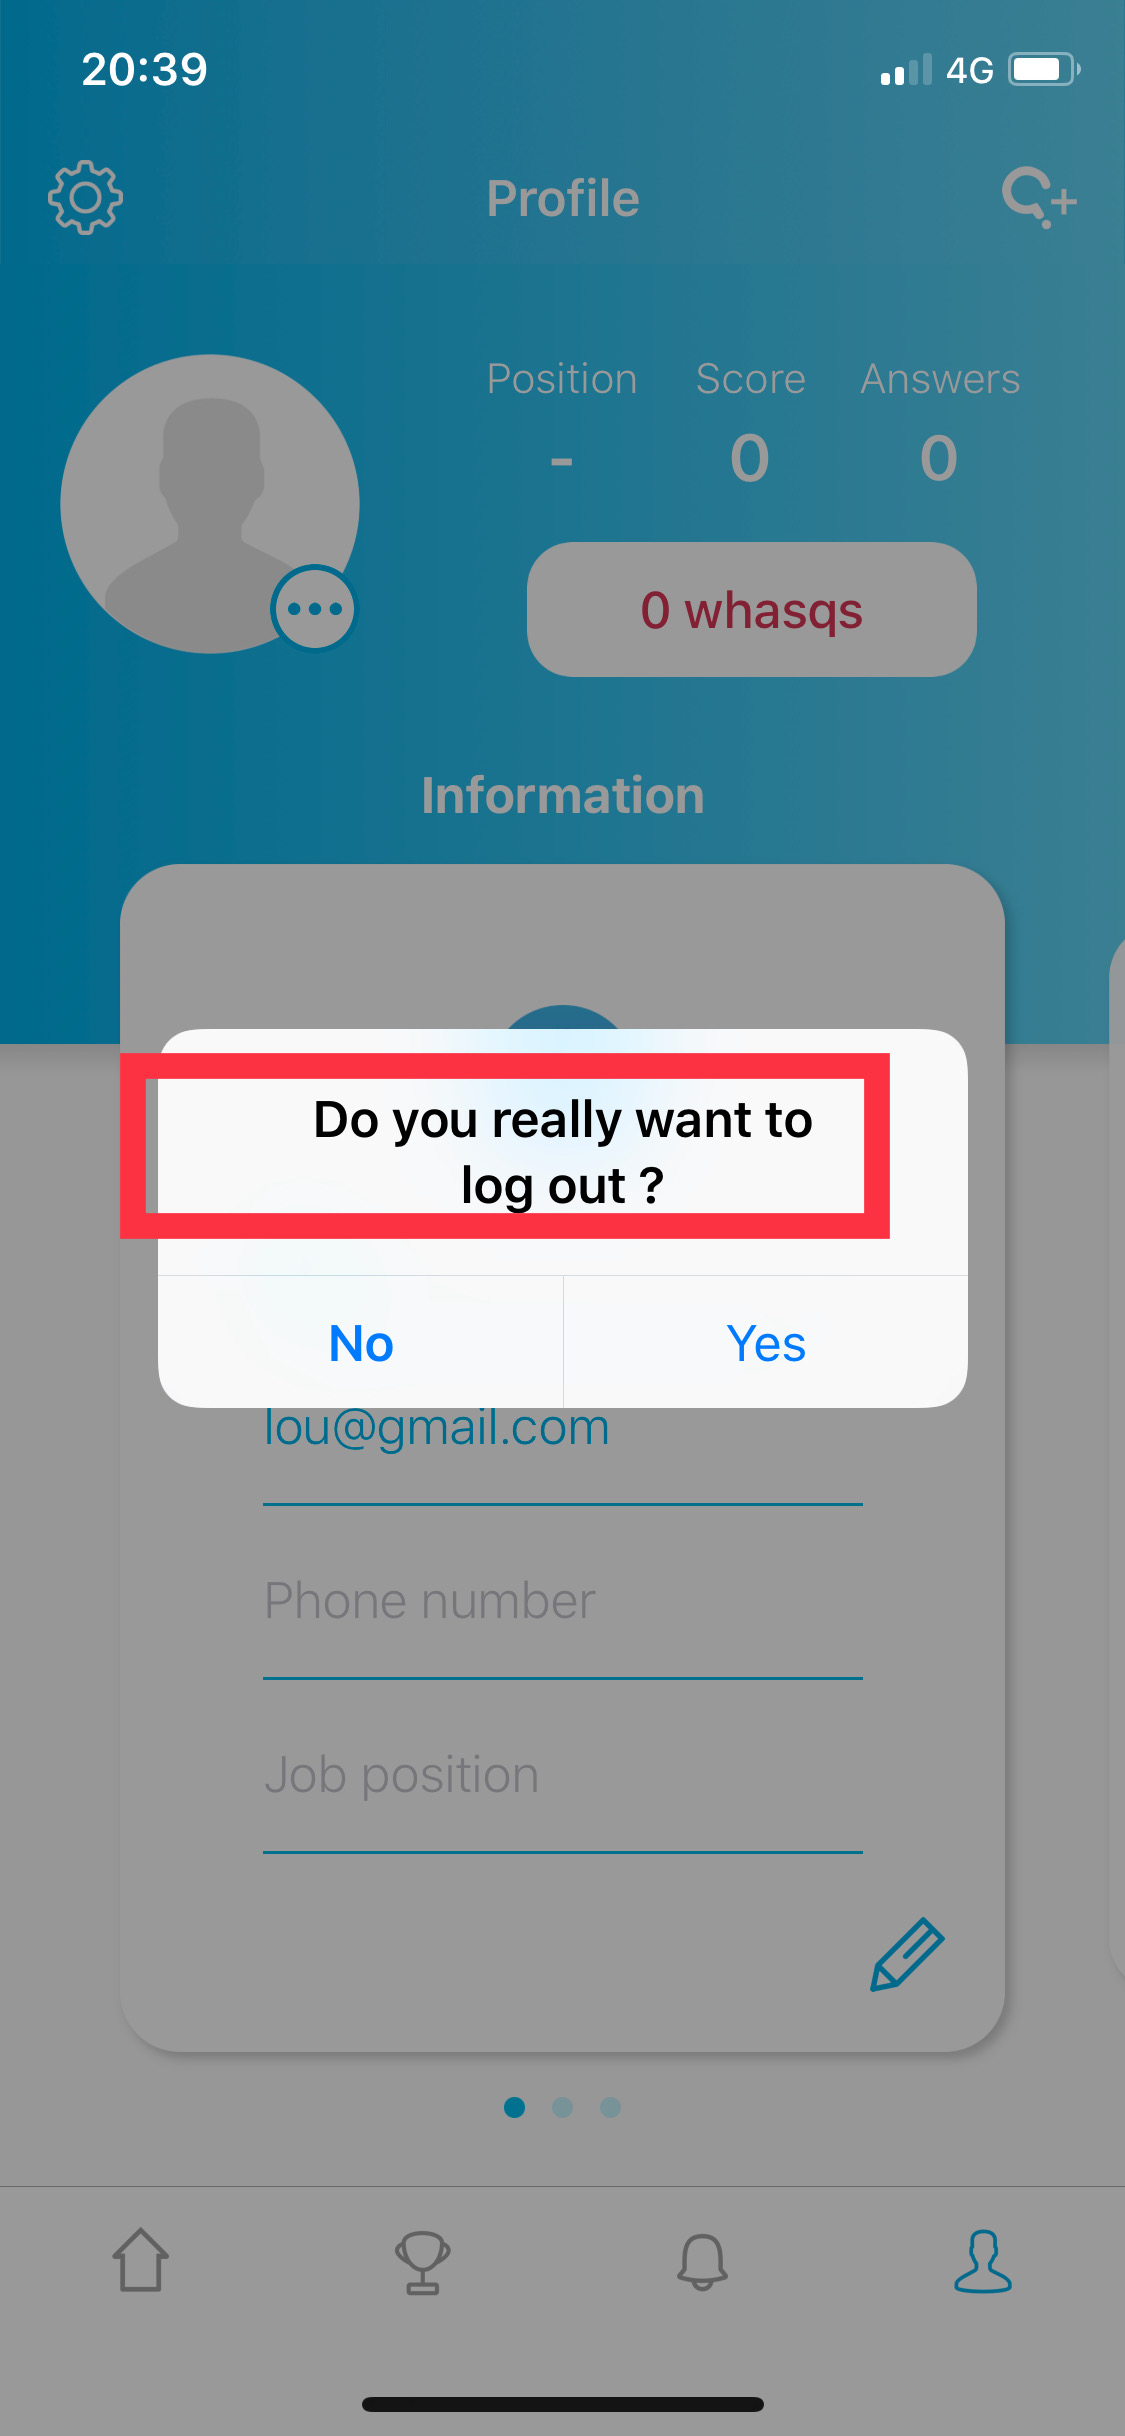 20:39
4G
Profile
Position Score Answers
- 0 0
0 whasqs
Information
Do you really want to
log out ?
No Yes
lou@gmail.com
Phone number
Job position